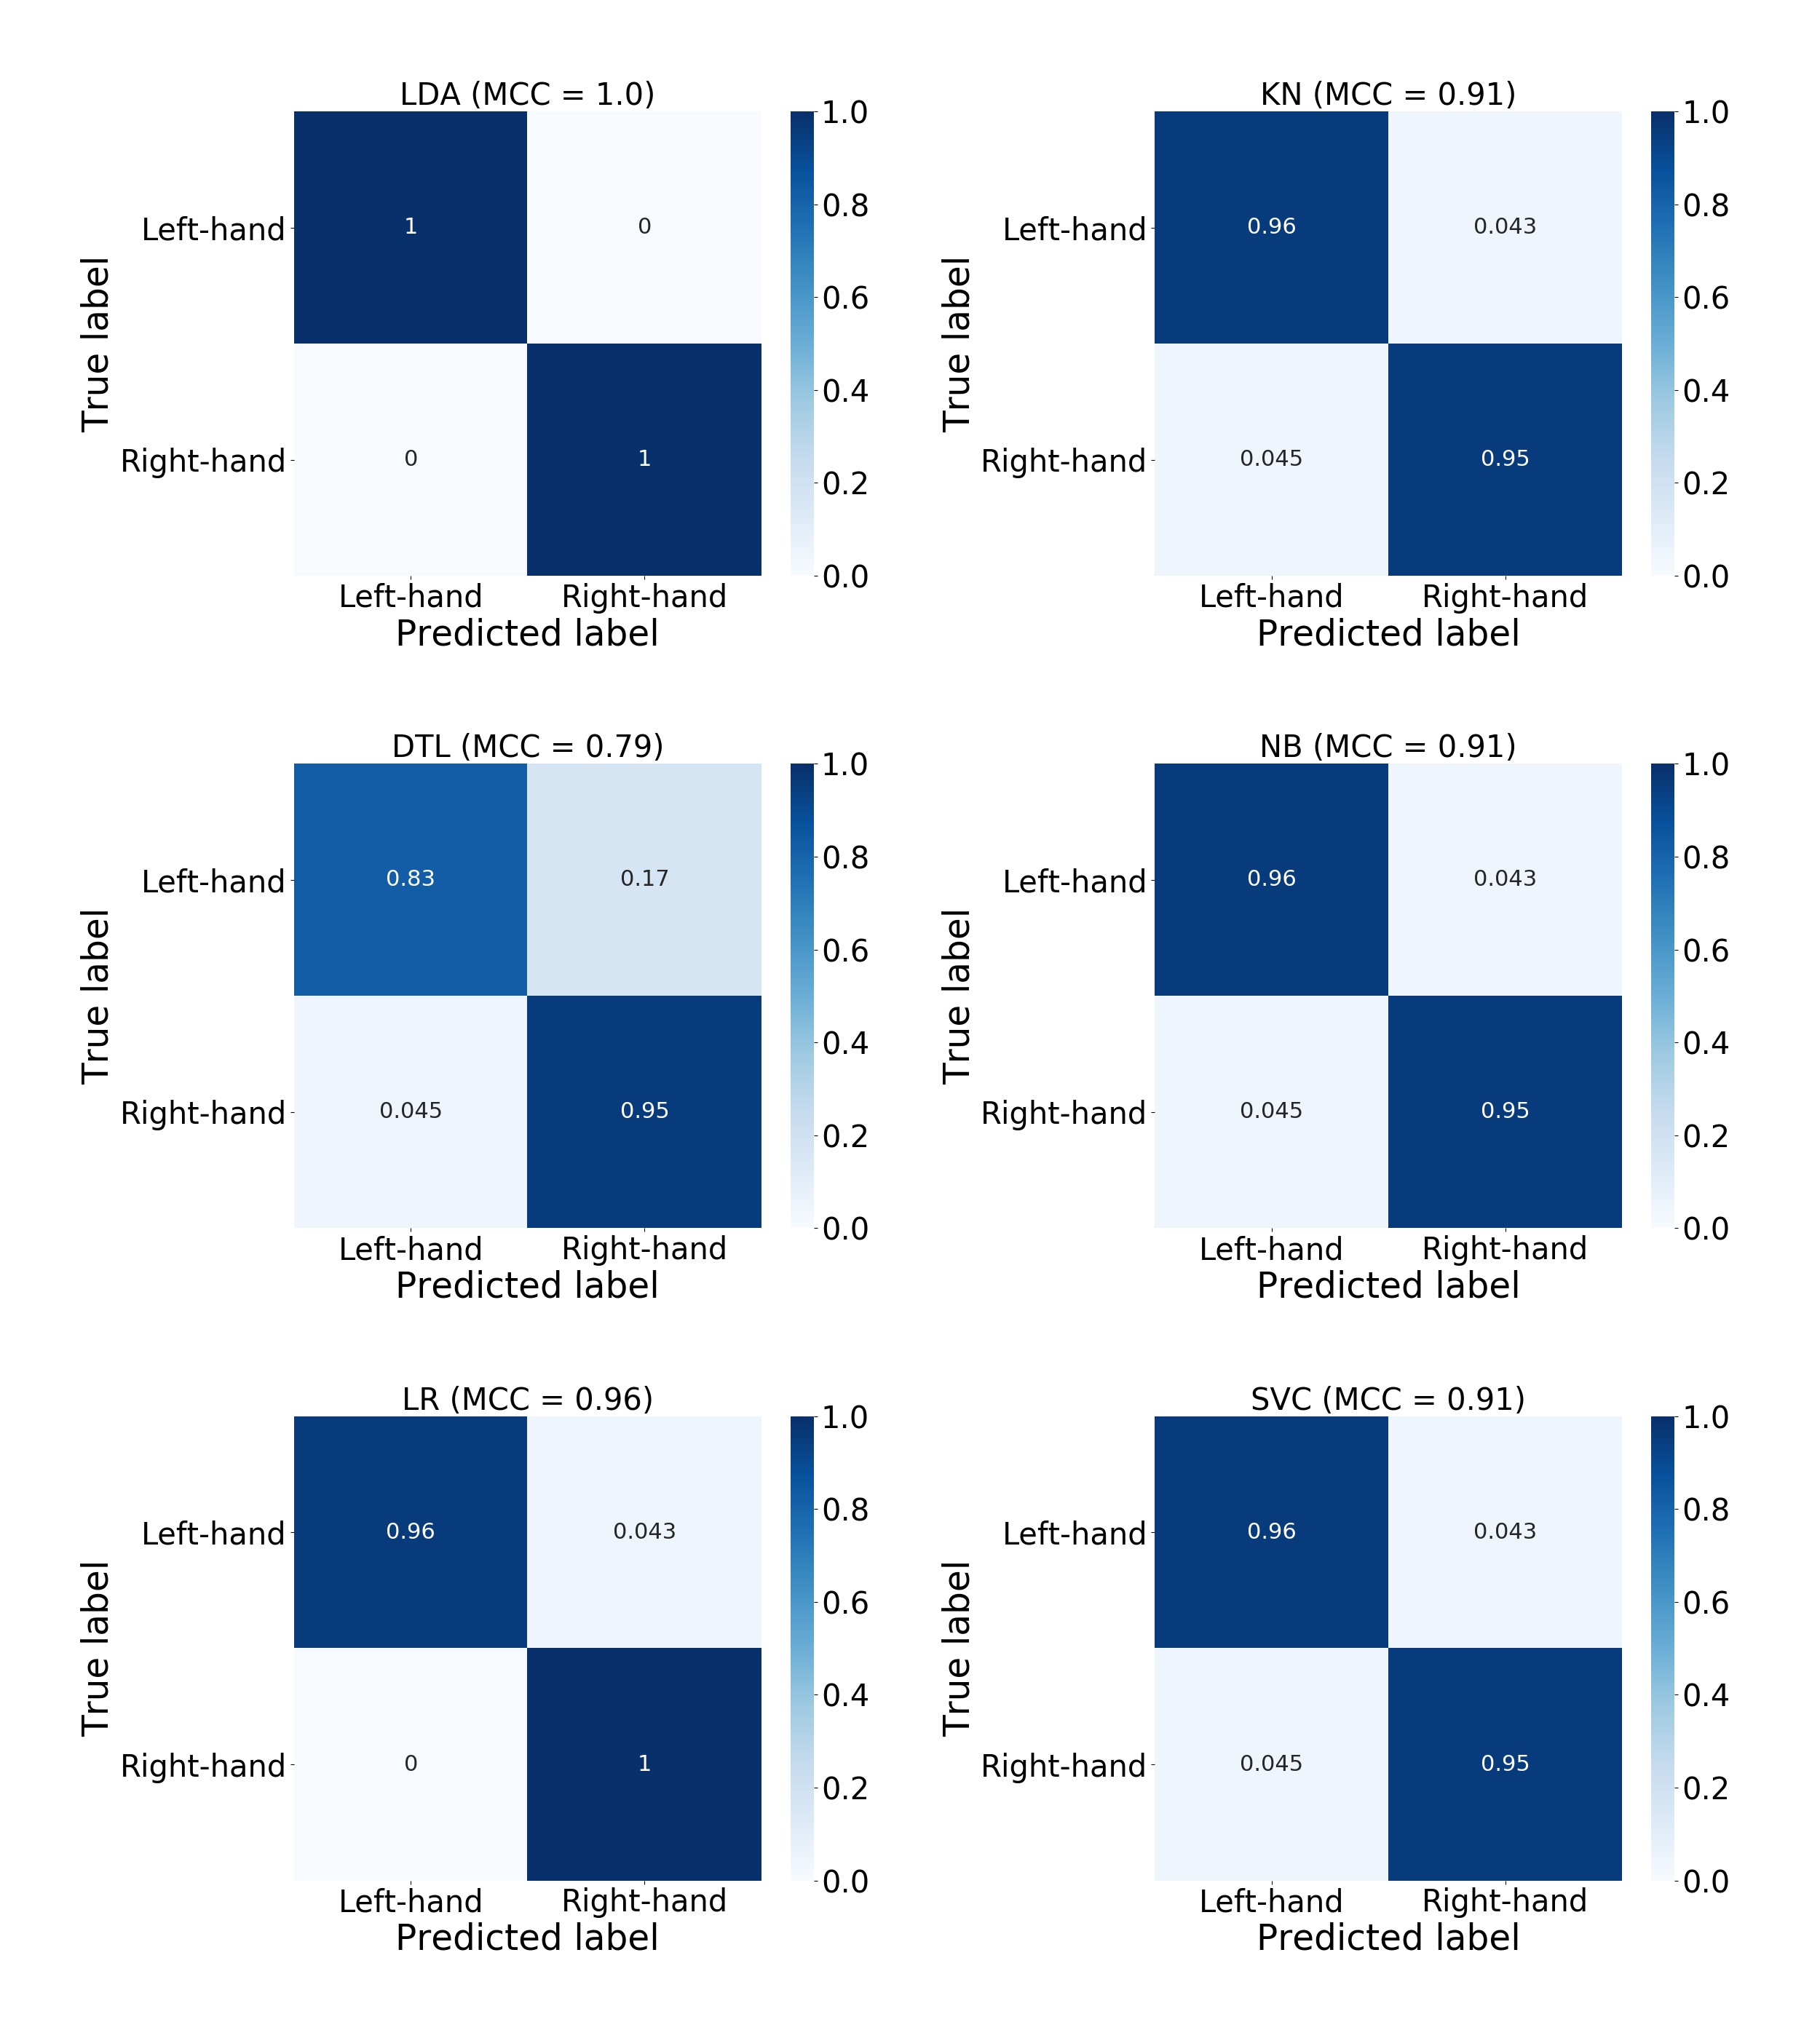 LDA (MCC = 1.0)
True label
Left-hand
1
0
Right-hand
0
1
Left-hand Right-hand
Predicted label
1.0
0.8
0.6
0.4
0.2
0.0
KN (MCC = 0.91)
True label
Left-hand
0.96
0.043
Right-hand
0.045
0.95
Left-hand Right-hand
Predicted label
1.0
0.8
0.6
0.4
0.2
0.0
DTL (MCC = 0.79)
True label
Left-hand
0.83
0.17
Right-hand
0.045
0.95
Left-hand Right-hand
Predicted label
1.0
0.8
0.6
0.4
0.2
0.0
NB (MCC = 0.91)
True label
Left-hand
0.96
0.043
Right-hand
0.045
0.95
Left-hand Right-hand
Predicted label
1.0
0.8
0.6
0.4
0.2
0.0
LR (MCC = 0.96)
True label
Left-hand
0.96
0.043
Right-hand
0
1
Left-hand Right-hand
Predicted label
1.0
0.8
0.6
0.4
0.2
0.0
SVC (MCC = 0.91)
True label
Left-hand
0.96
0.043
Right-hand
0.045
0.95
Left-hand Right-hand
Predicted label
1.0
0.8
0.6
0.4
0.2
0.0